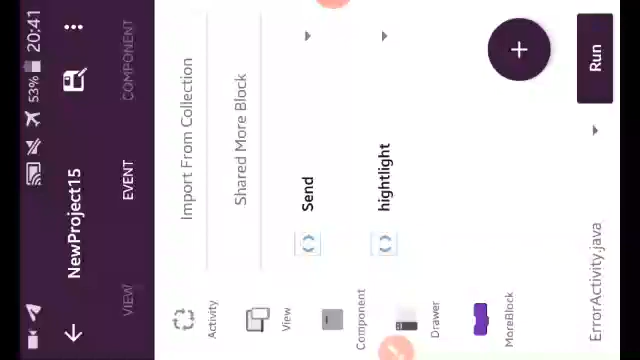 53% 20:41
NewProject15
VIEW
EVENT
COMPONENT
Activity
Import From Collection
View
Shared More Block
Component
Send
Drawer
hightlight
MoreBlock
ErrorActivity.java
Run